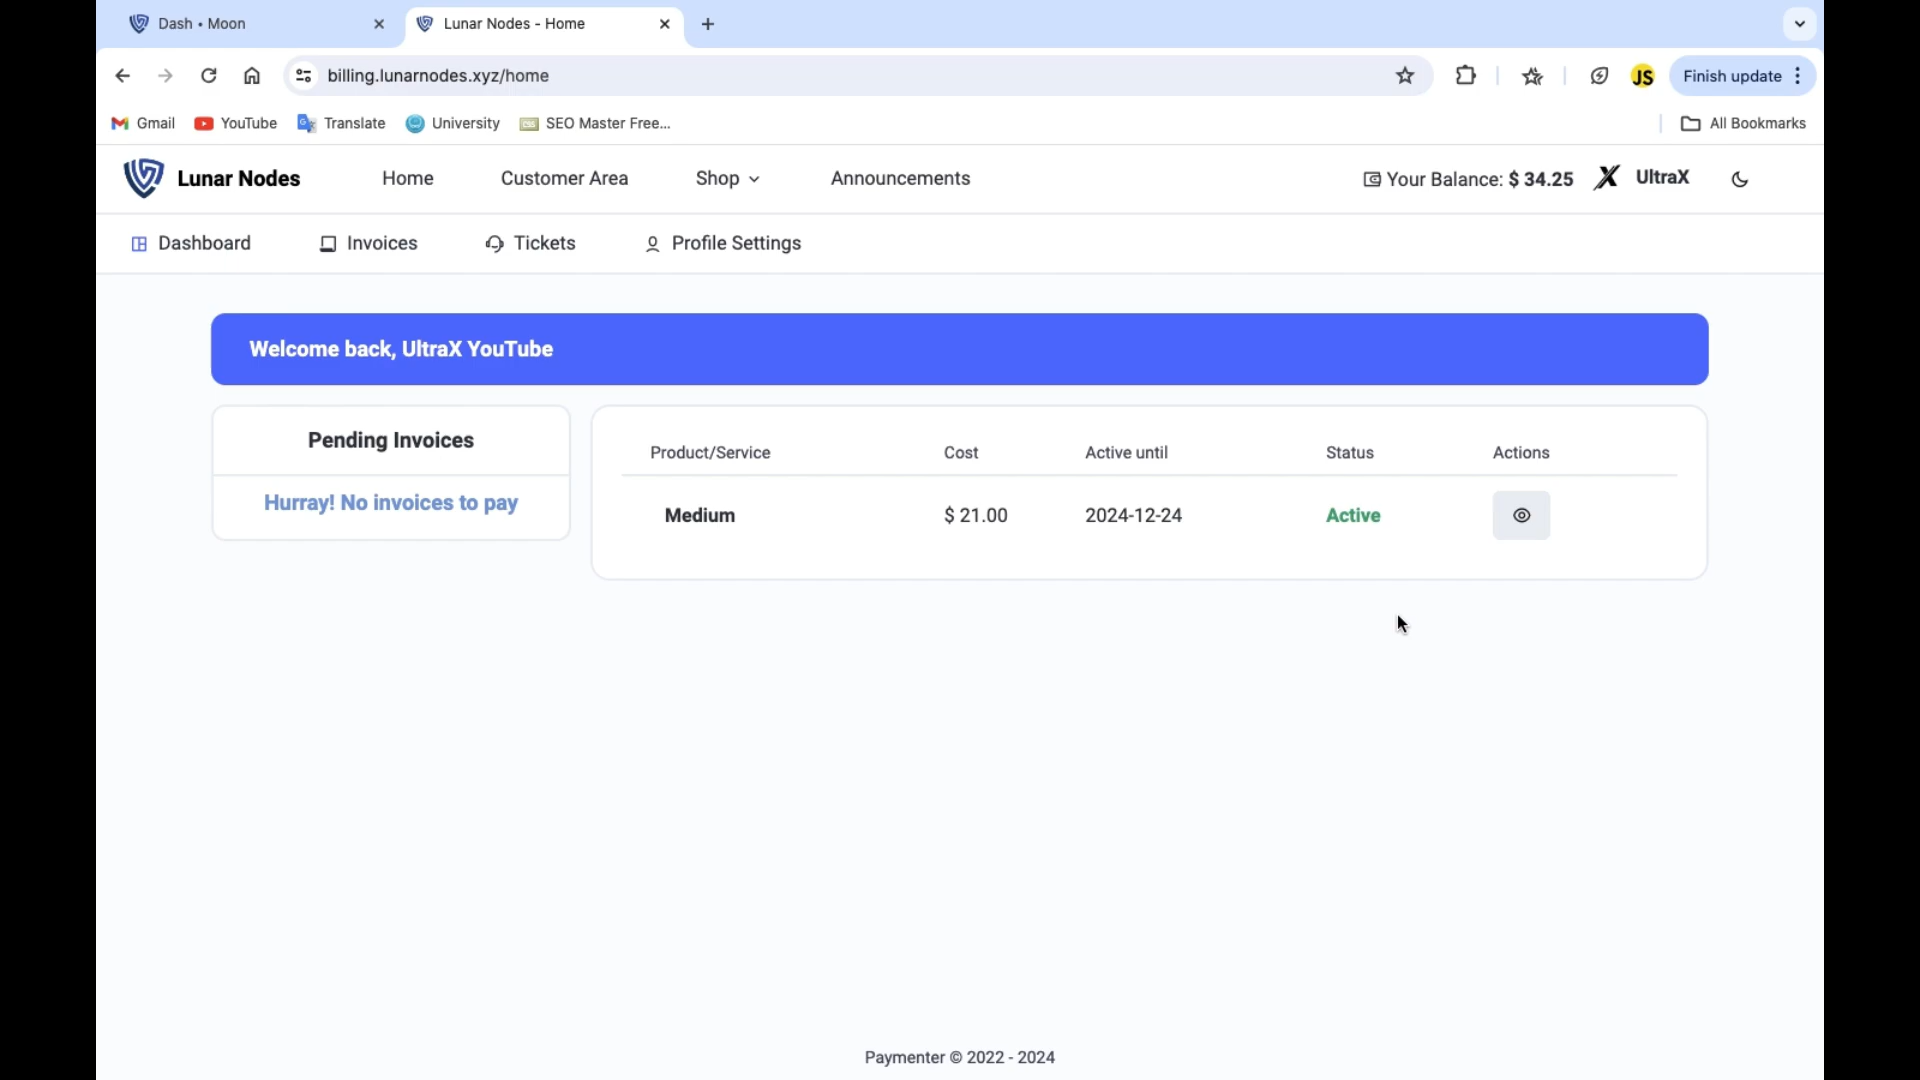 Dash • Moon
Lunar Nodes - Home
billing.lunarnodes.xyz/home
JS
Finish update
Gmail
YouTube
Translate
University
SEO Master Free...
All Bookmarks
Lunar Nodes
Home
Customer Area
Shop
Announcements
Your Balance: $ 34.25
UltraX
Dashboard
Invoices
Tickets
Profile Settings
Welcome back, UltraX YouTube
Pending Invoices
Hurray! No invoices to pay
Product/Service Cost Active until Status Actions
Medium $ 21.00 2024-12-24 Active
Paymenter © 2022 - 2024